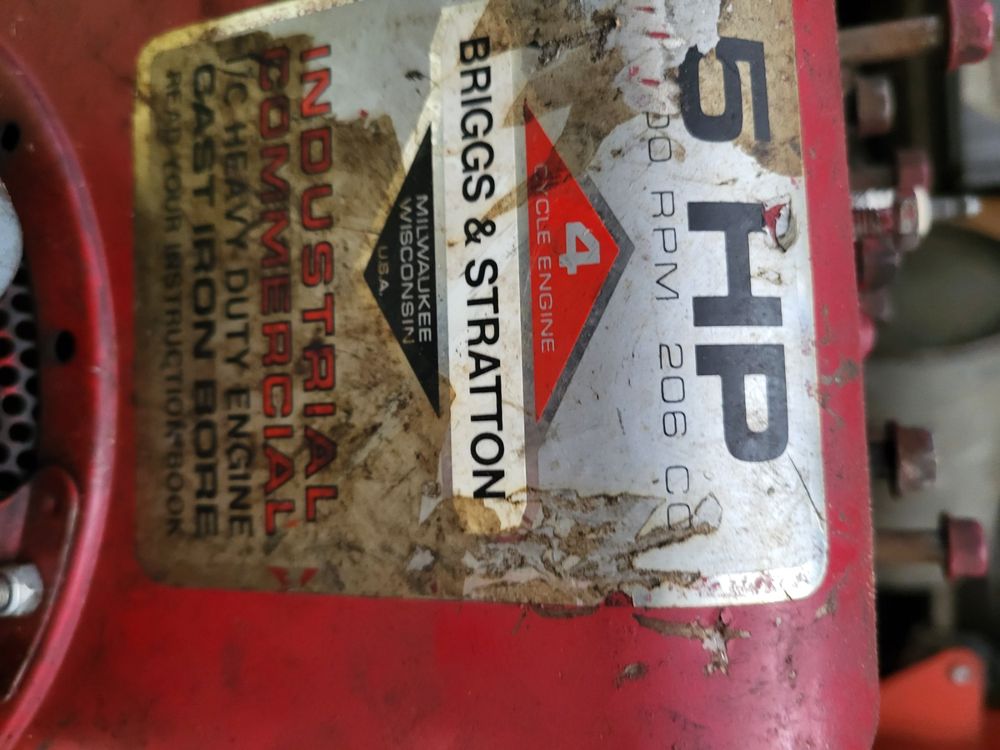 5 HP
00 RPM 206 CC
4
CYCLE ENGINE
BRIGGS & STRATTON
MILWAUKEE
WISCONSIN
U.S.A.
INDUSTRIAL
COMMERCIAL
I/C HEAVY DUTY ENGINE
CAST IRON BORE
READ YOUR INSTRUCTION BOOK